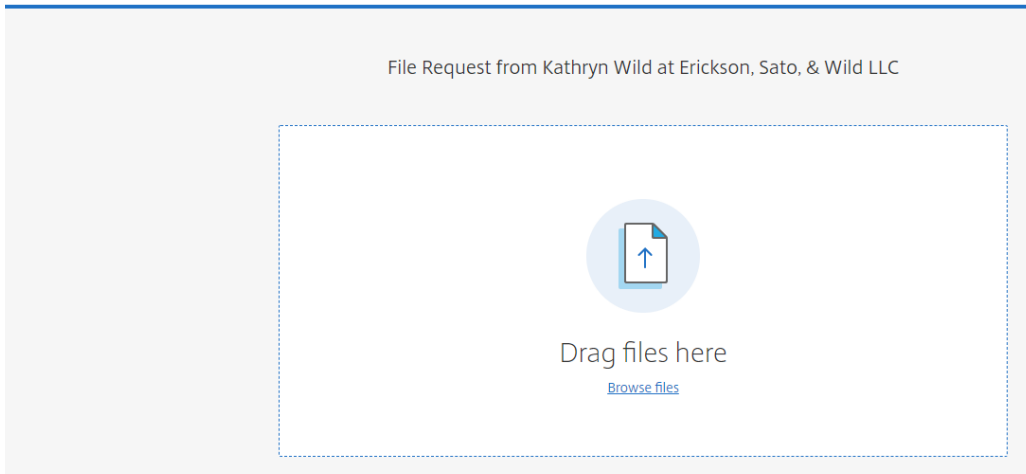 File Request from Kathryn Wild at Erickson, Sato, & Wild LLC
Drag files here
Browse files